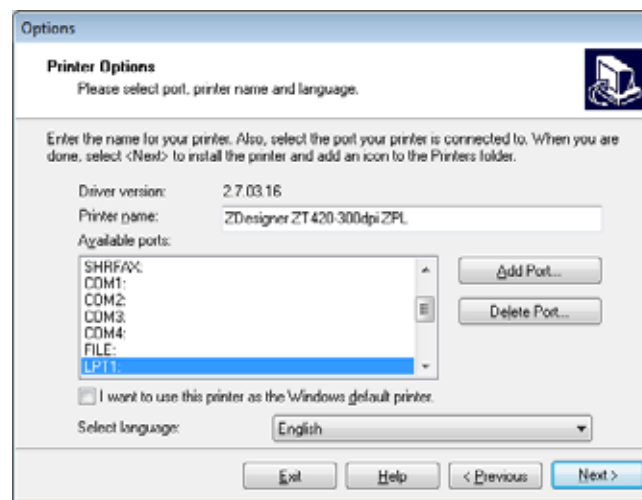 Options
Printer Options
Please select port, printer name and language.
Enter the name for your printer. Also, select the port your printer is connected to. When you are
done, select <Next> to install the printer and add an icon to the Printers folder.
Driver version: 2.7.03.16
Printer name: ZDesigner ZT420-300dpi ZPL
Available ports:
SHRFAX:
COM1:
COM2:
COM3:
COM4:
FILE:
LPT1:
Add Port...
Delete Port...
I want to use this printer as the Windows default printer.
Select language: English
Exit Help < Previous Next >